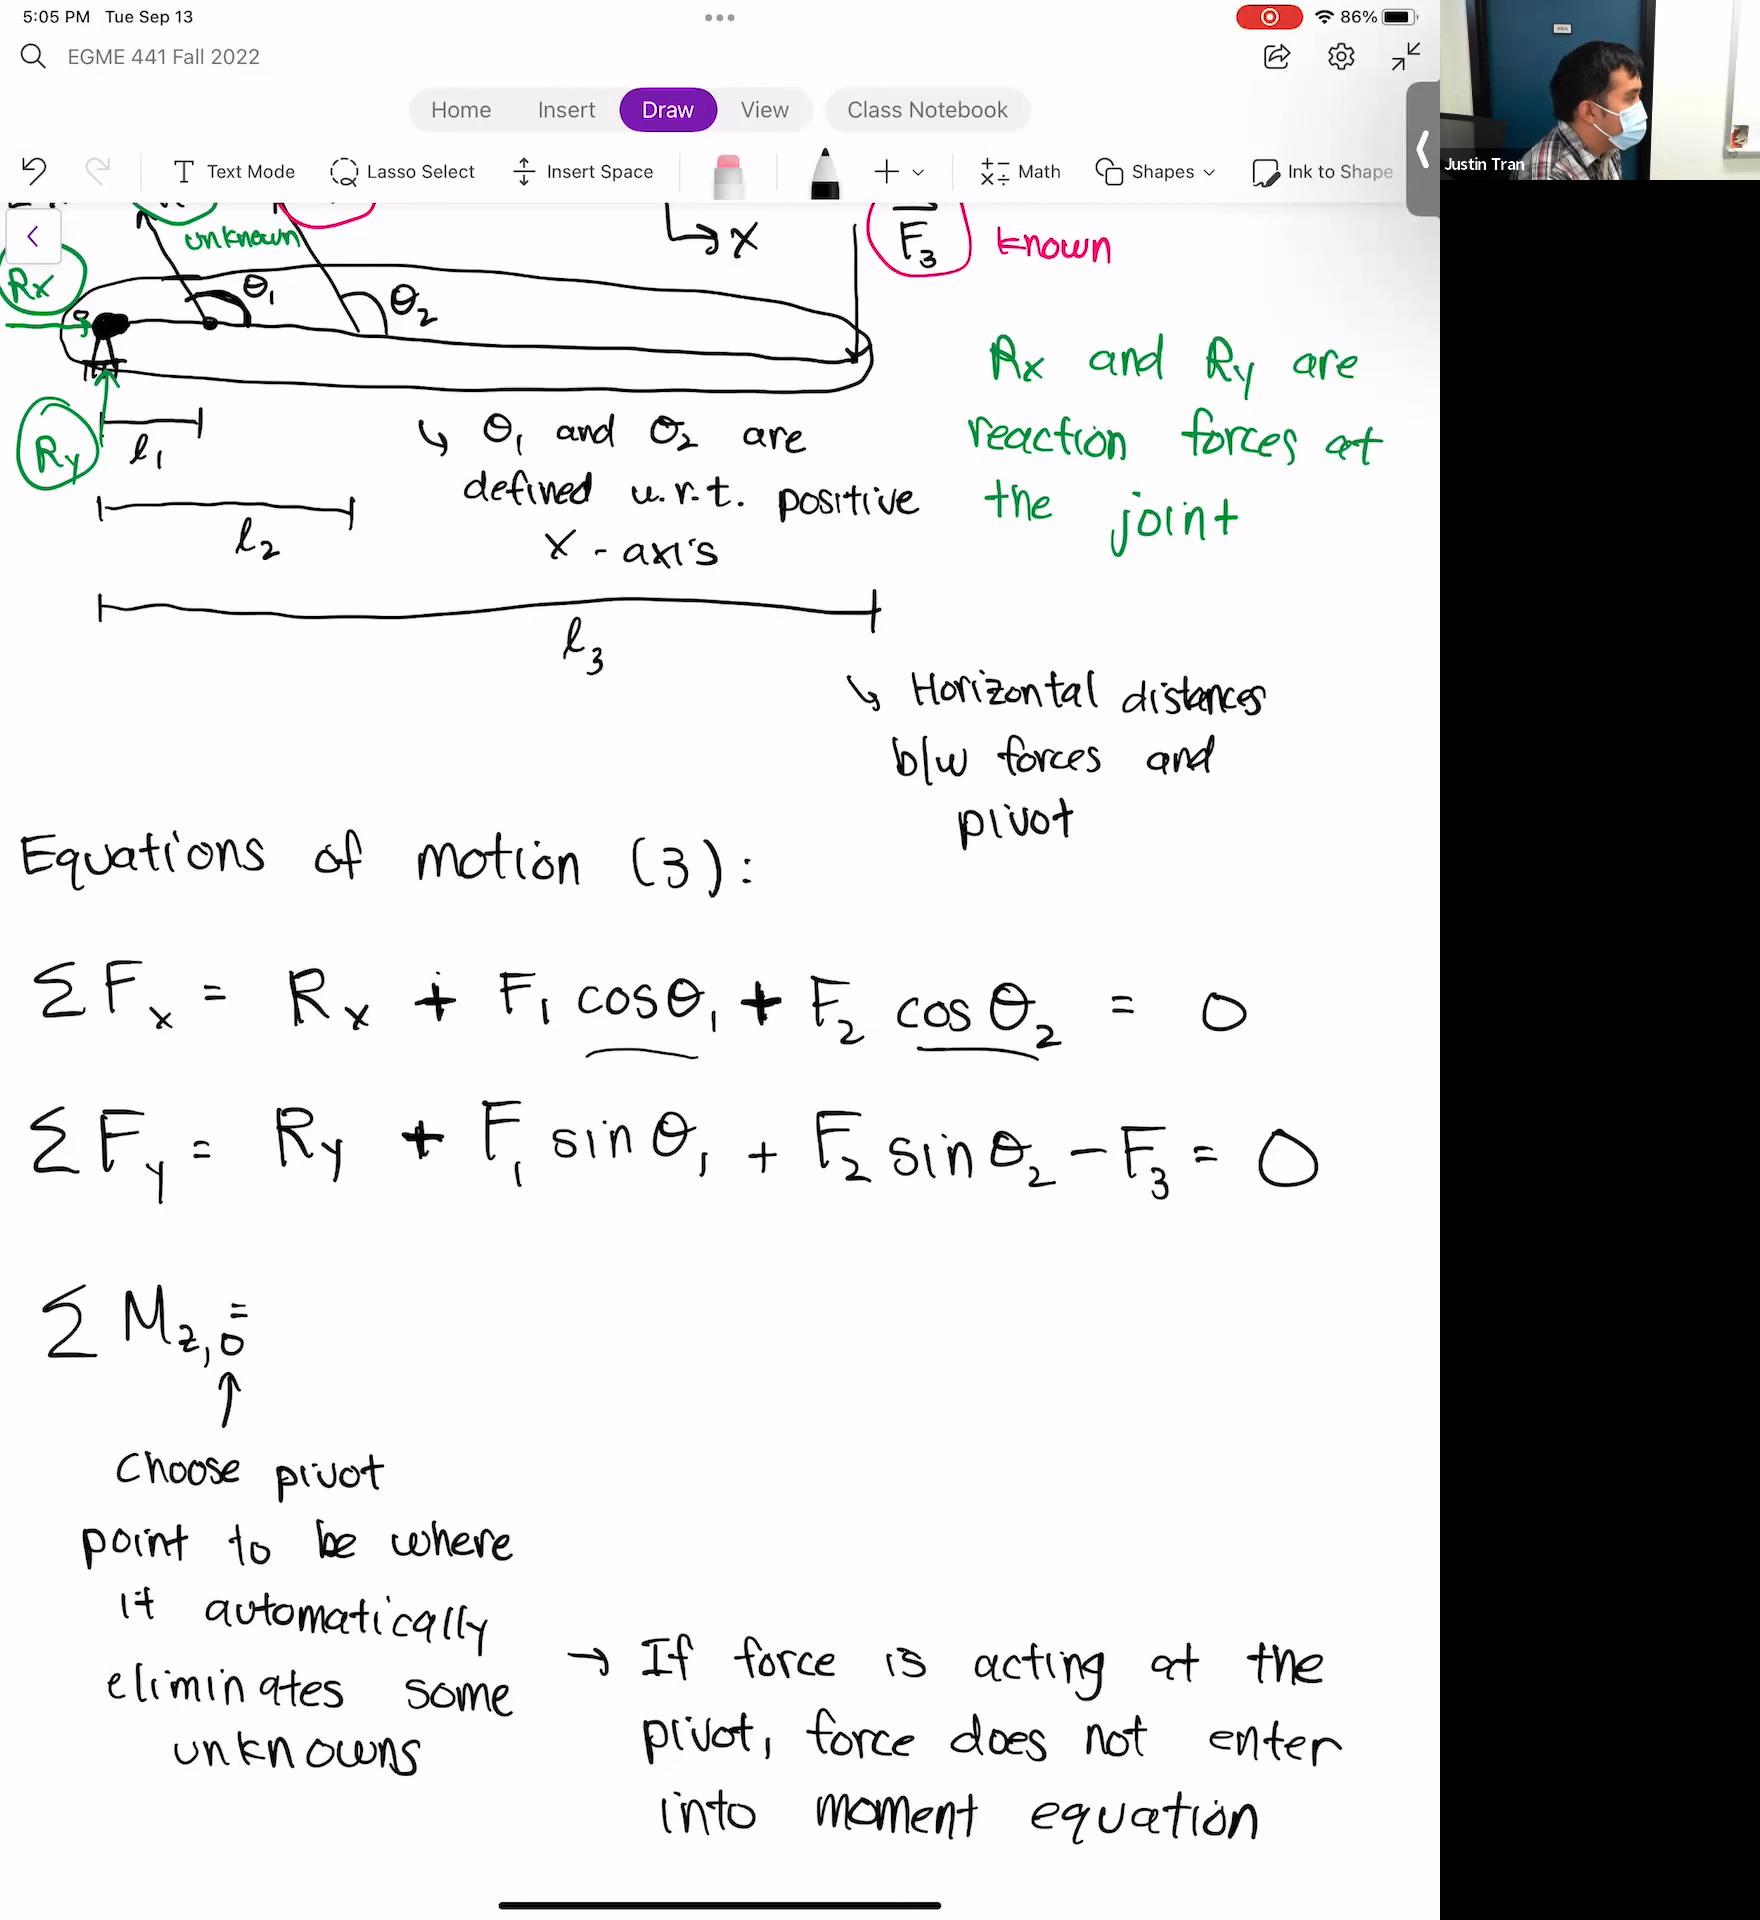 5:05 PM Tue Sep 13
86%
EGME 441 Fall 2022
Home Insert Draw View Class Notebook
Text Mode Lasso Select Insert Space Math Shapes Ink to Shape
Justin Tran
unknown
x
F₃ known
Rx
θ₁
θ₂
o
Ry
l₁
l₂
l₃
↳ θ₁ and θ₂ are
defined w.r.t. positive
x-axis
Rx and Ry are
reaction forces at
the joint
↳ Horizontal distances
b/w forces and
pivot
Equations of motion (3):
ΣFx = Rx + F₁ cosθ₁ + F₂ cosθ₂ = 0
ΣFy = Ry + F₁ sinθ₁ + F₂ sinθ₂ - F₃ = 0
ΣMz,o =
↑
Choose pivot
point to be where
it automatically
eliminates some
unknowns
→ If force is acting at the
pivot, force does not enter
into moment equation